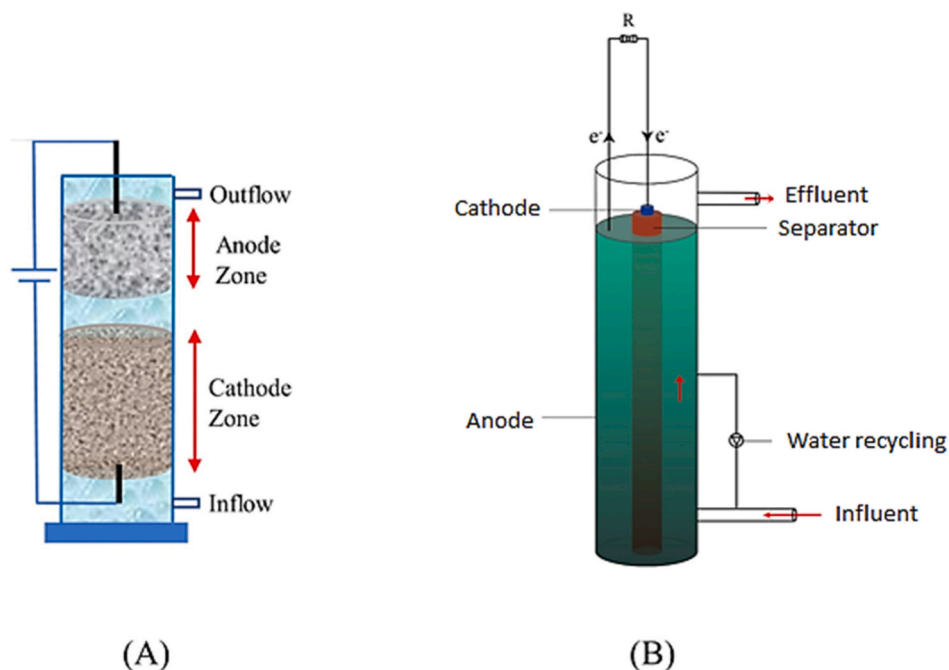 Outflow
Anode
Zone
Cathode
Zone
Inflow
(A)
R
e-
e-
Cathode
Effluent
Separator
Anode
Water recycling
Influent
(B)